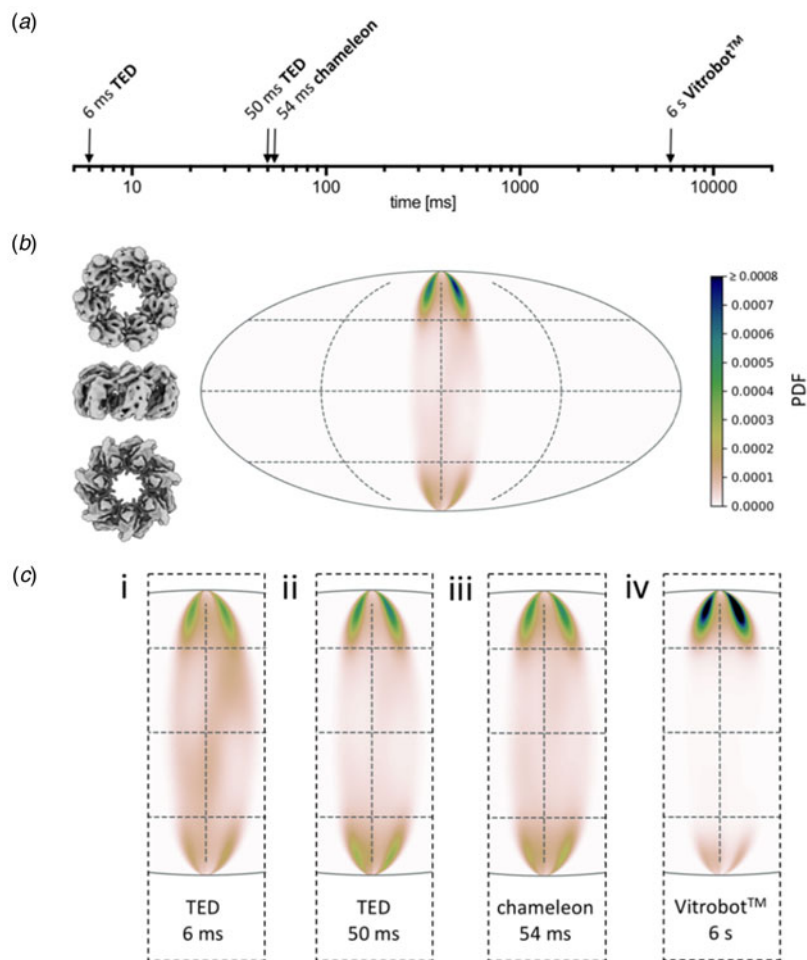 (a)
6 ms TED
50 ms TED
54 ms chameleon
6 s Vitrobot™
10
100
1000
10000
time [ms]
(b)
≥ 0.0008
0.0007
0.0006
0.0005
0.0004
0.0003
0.0002
0.0001
0.0000
PDF
(c)
i
ii
iii
iv
TED
6 ms
TED
50 ms
chameleon
54 ms
Vitrobot™
6 s